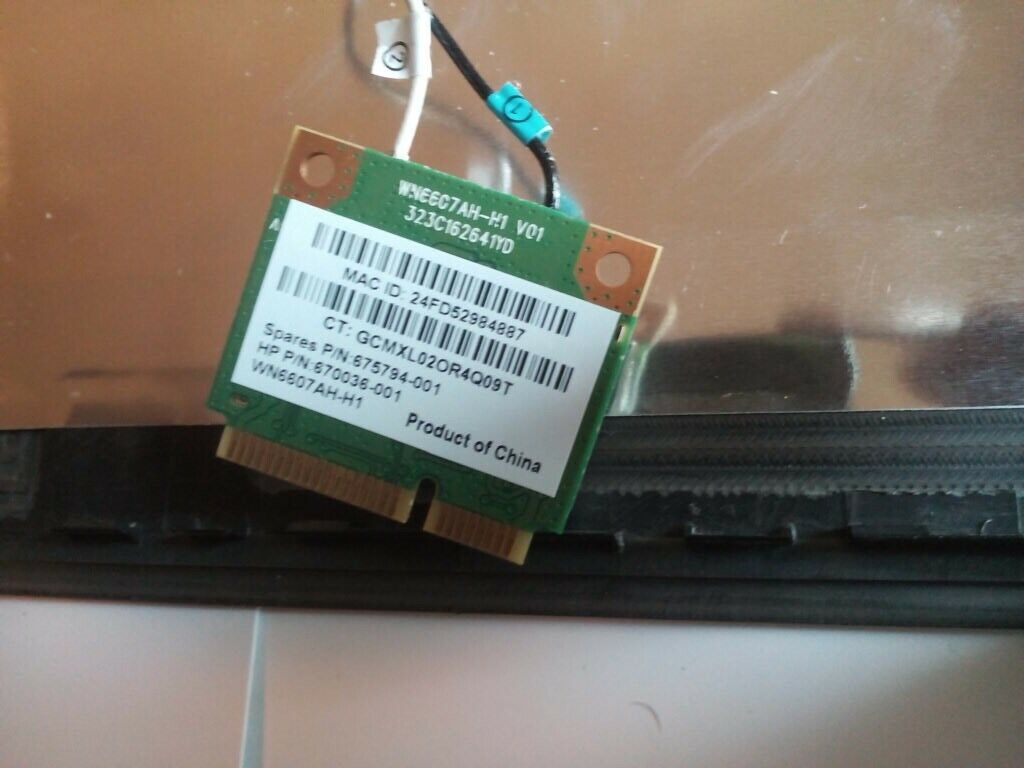 WN6607AH-H1 V01
323C162641YD
MAC ID: 24FD52984887
CT: GCMXL02OR4Q09T
Spares P/N:675794-001
HP P/N:670036-001
WN6607AH-H1
Product of China